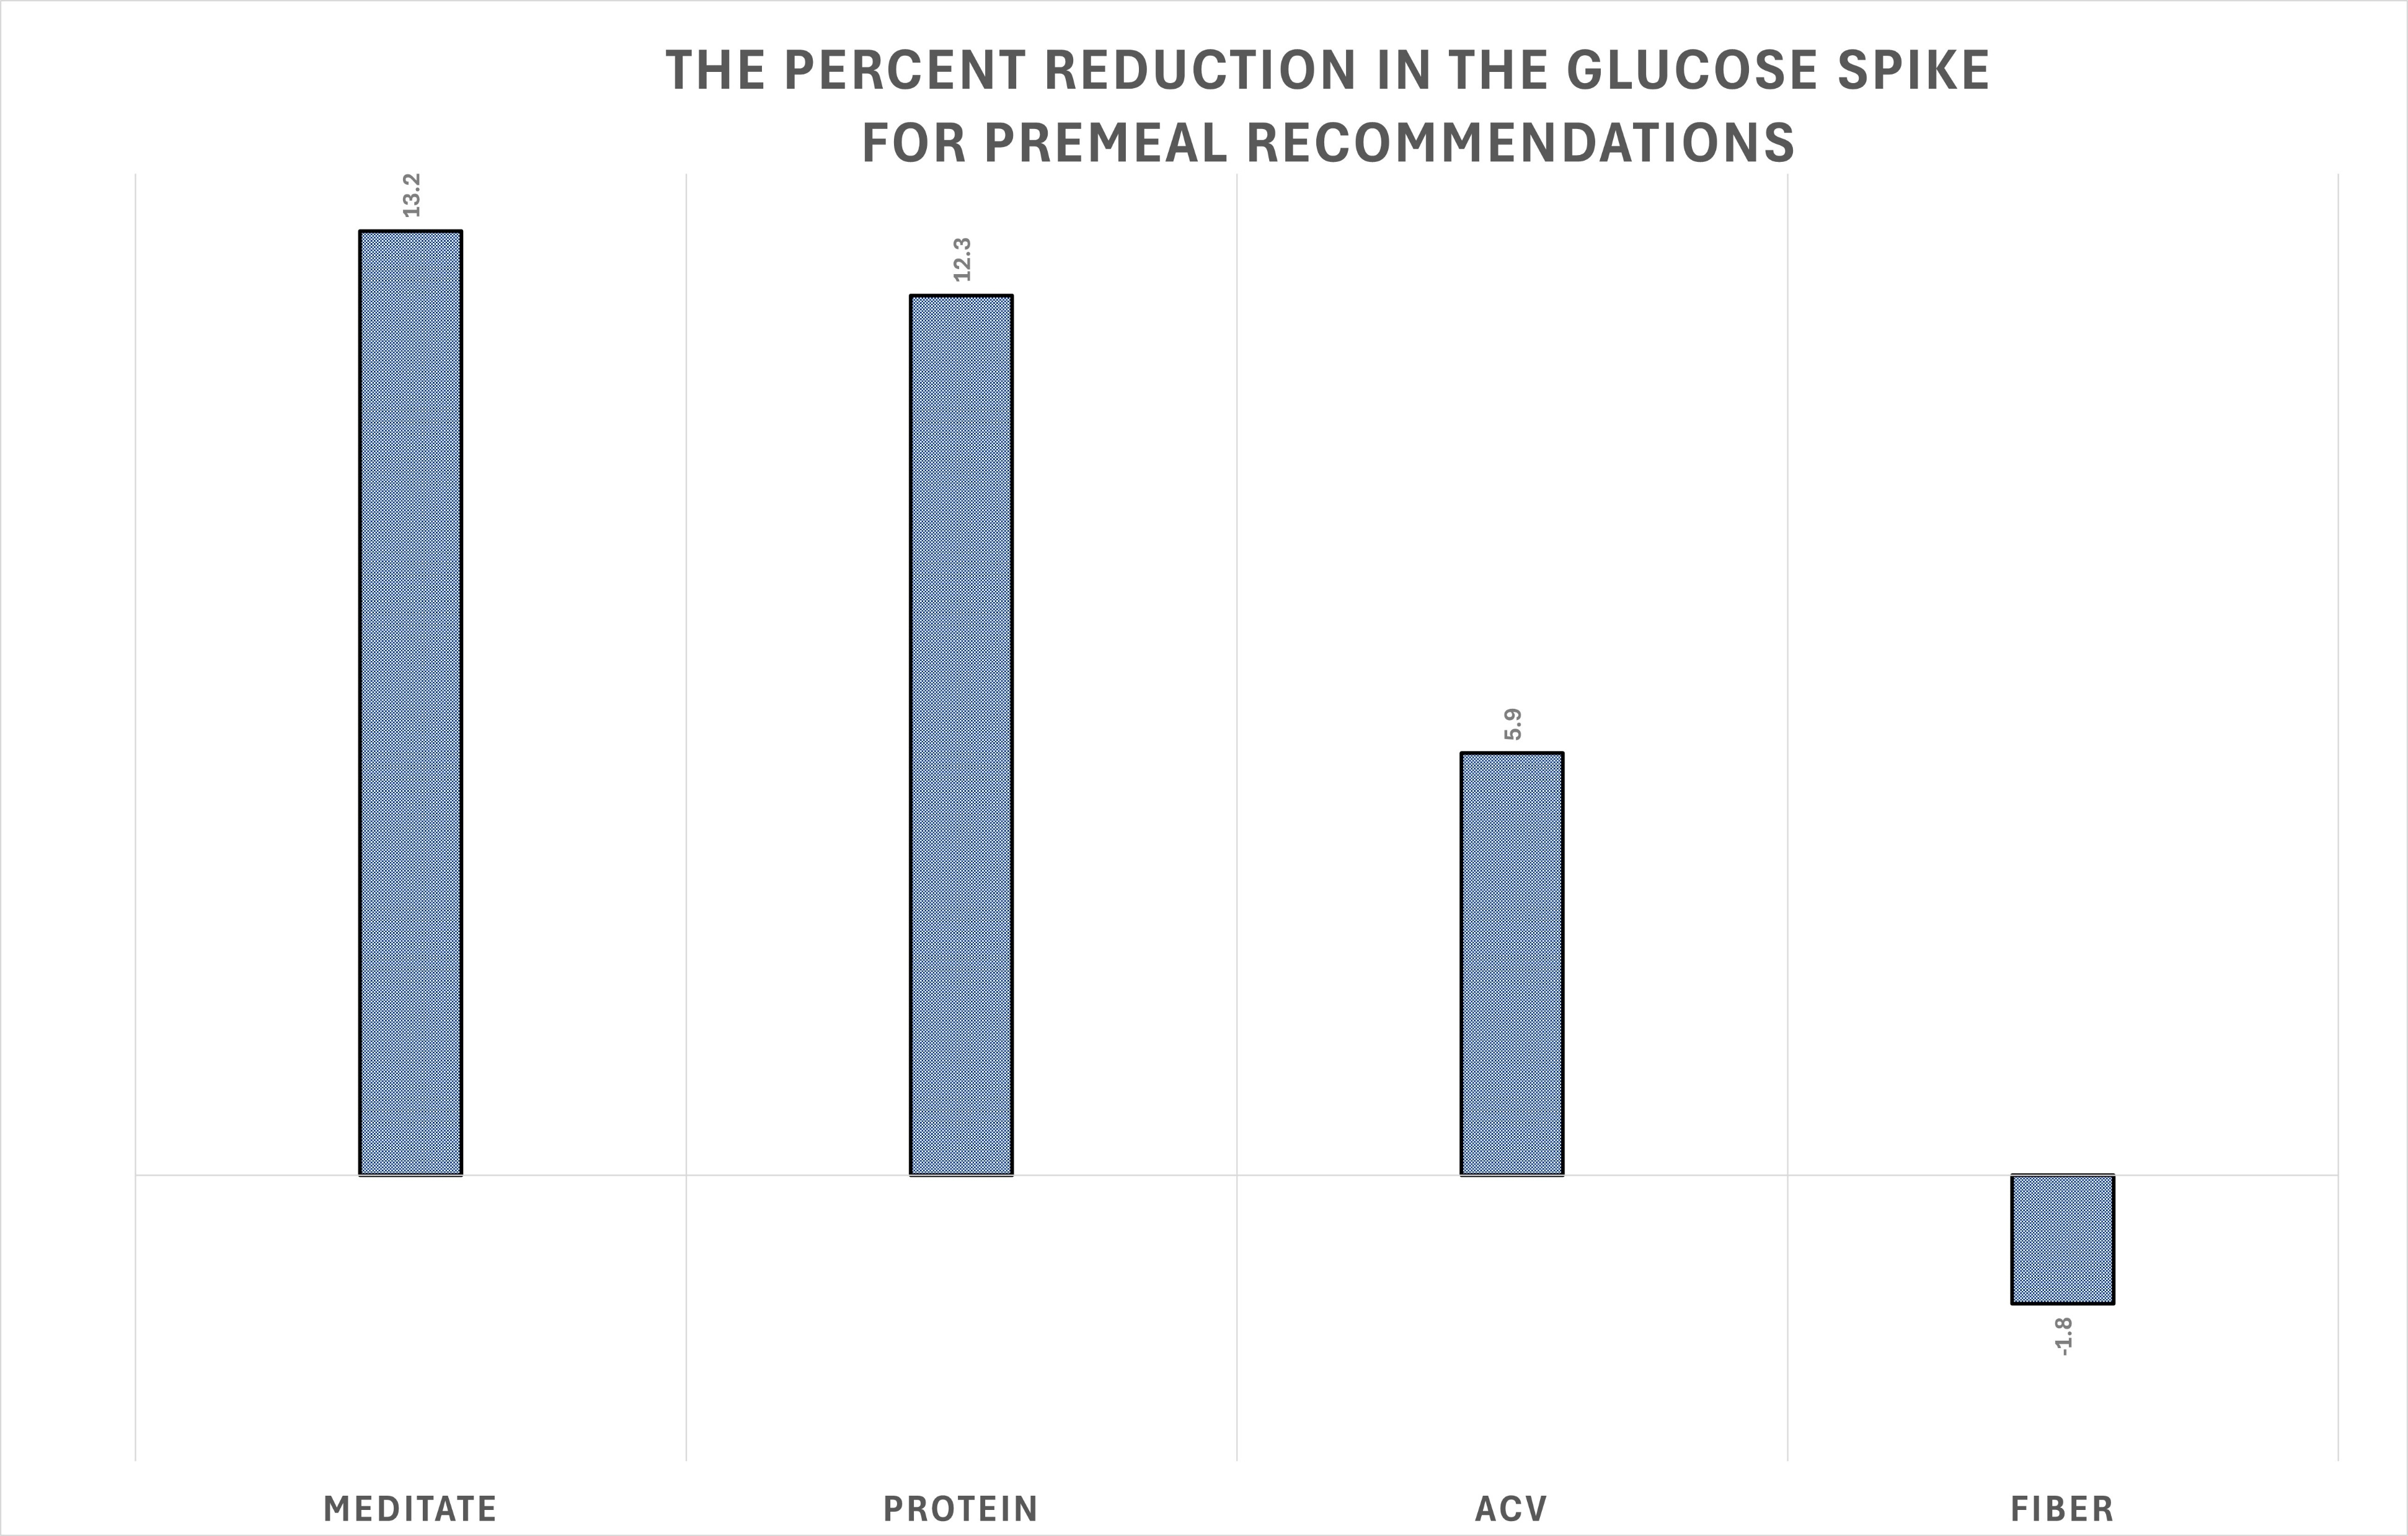 THE PERCENT REDUCTION IN THE GLUCOSE SPIKE
FOR PREMEAL RECOMMENDATIONS
13.2
12.3
5.9
-1.8
MEDITATE
PROTEIN
ACV
FIBER